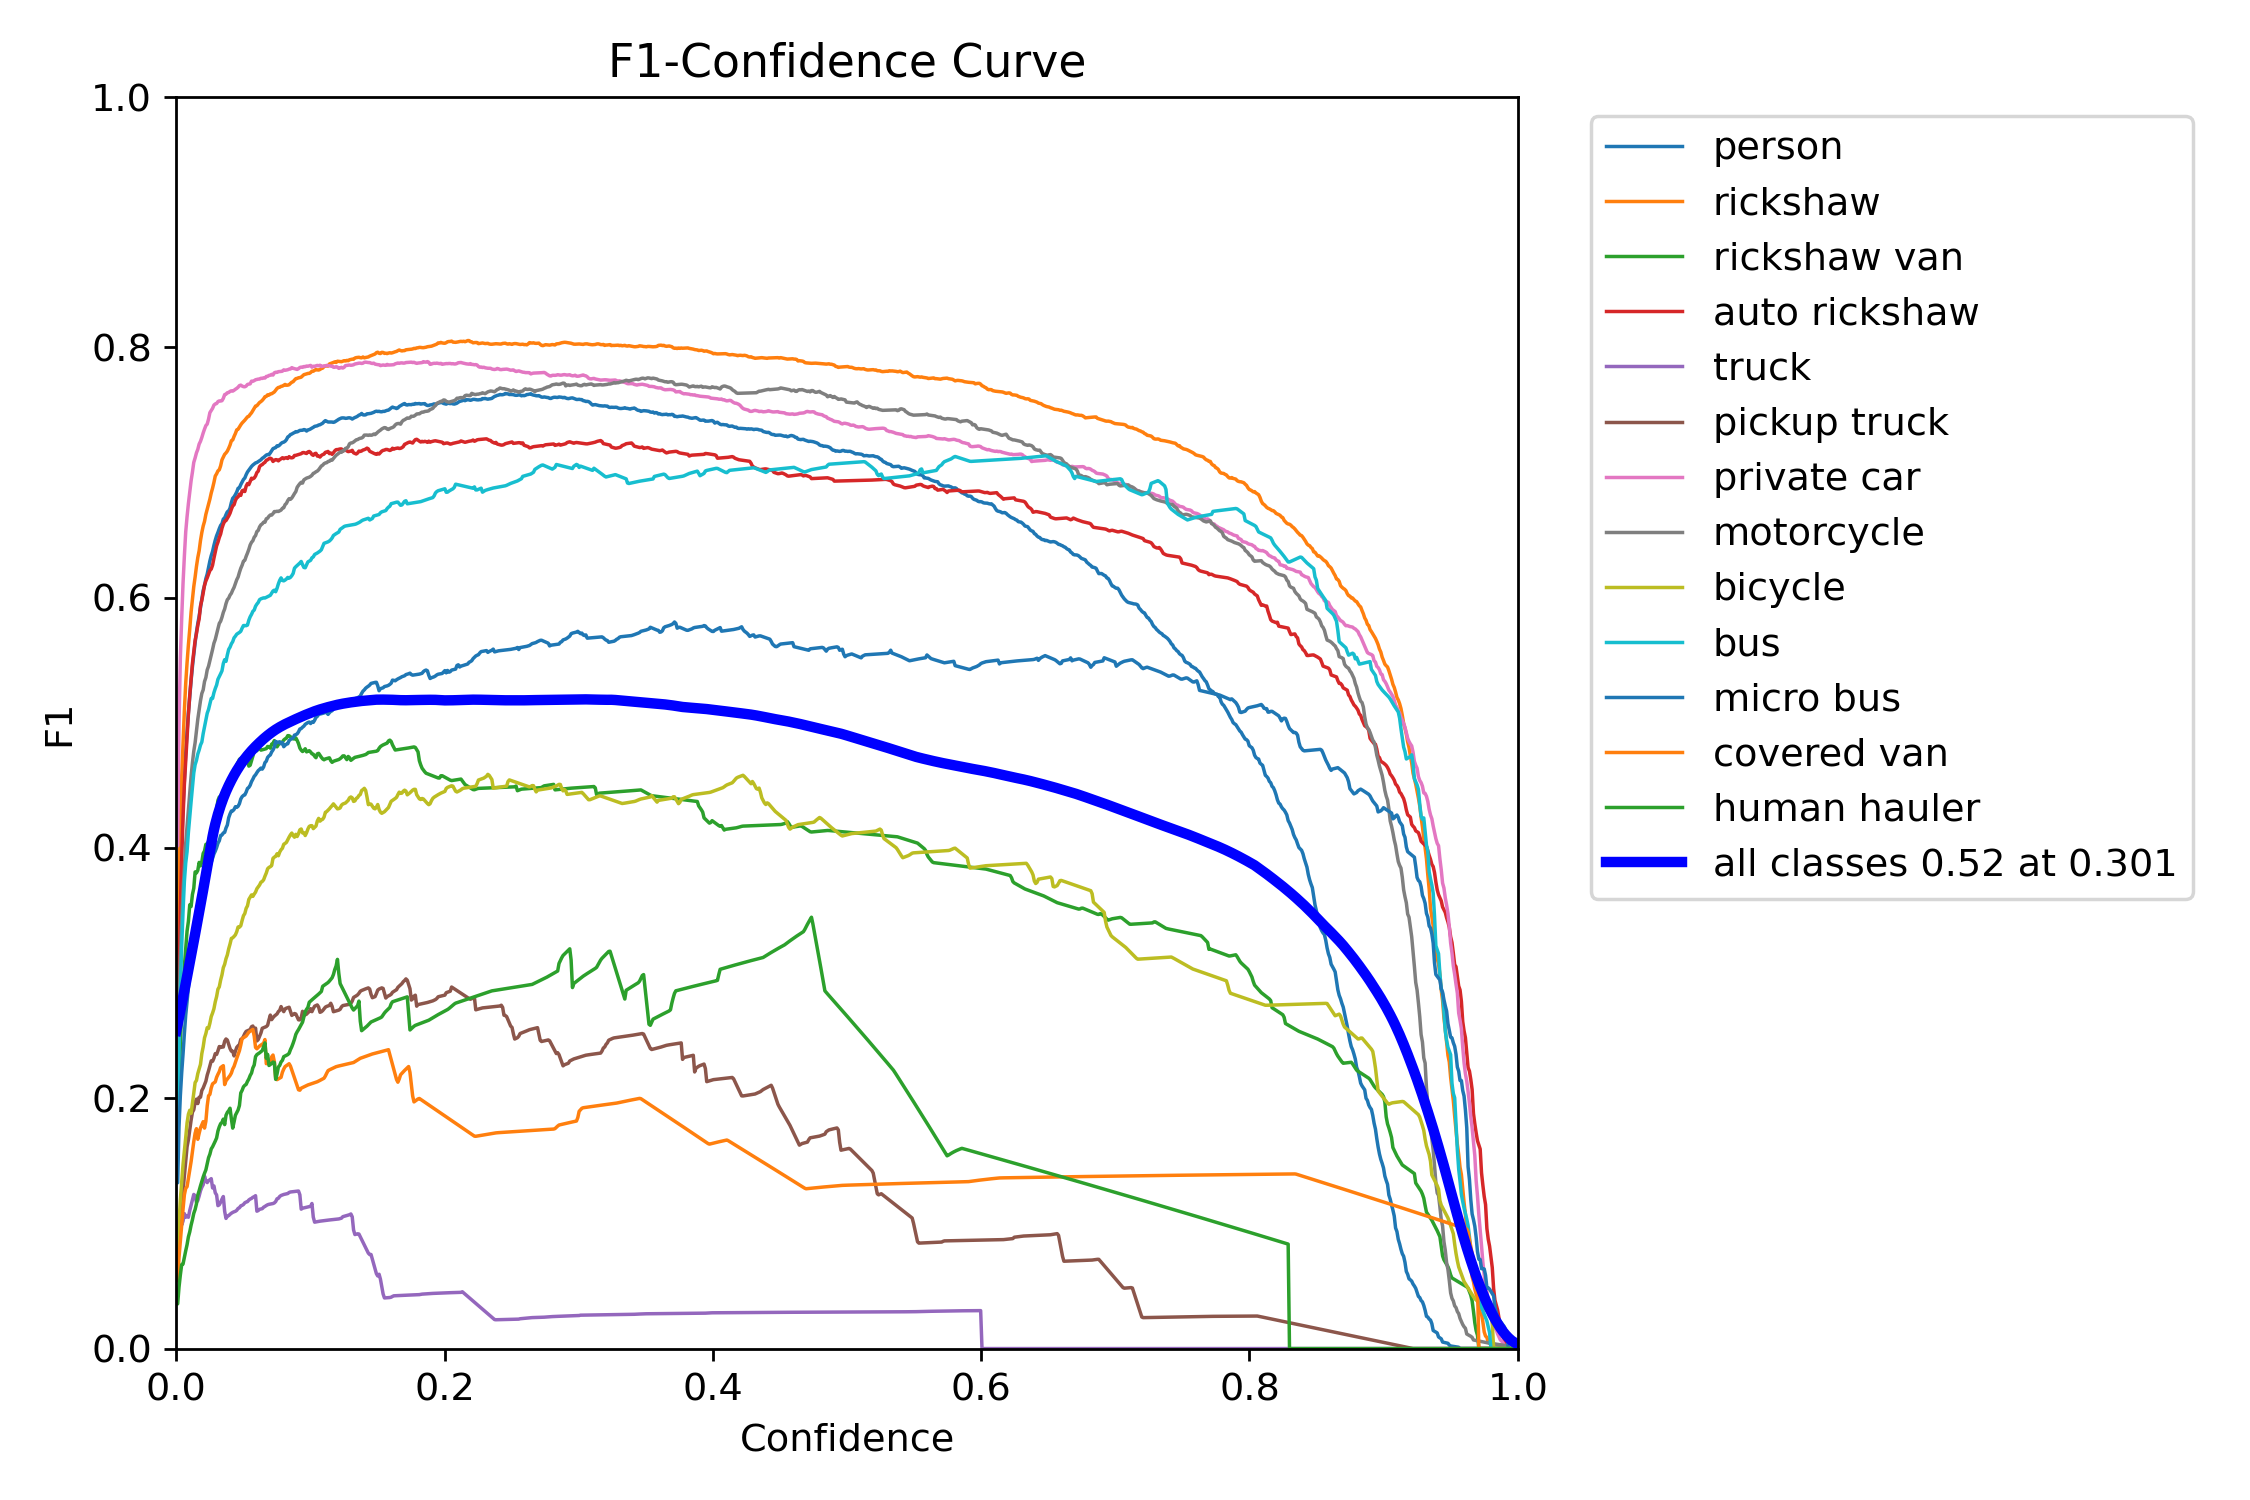 F1-Confidence Curve
1.0
0.8
0.6
0.4
0.2
0.0
F1
0.0 0.2 0.4 0.6 0.8 1.0
Confidence
person
rickshaw
rickshaw van
auto rickshaw
truck
pickup truck
private car
motorcycle
bicycle
bus
micro bus
covered van
human hauler
all classes 0.52 at 0.301